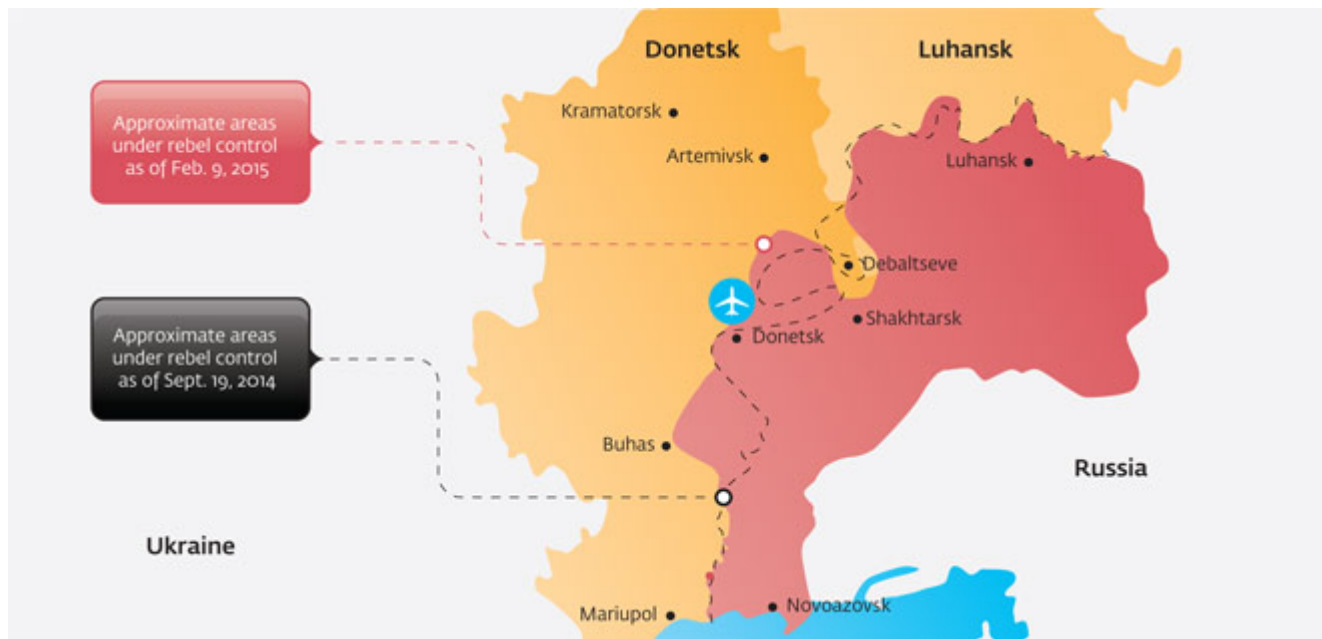 Donetsk
Luhansk
Approximate areas
under rebel control
as of Feb. 9, 2015
Kramatorsk
Artemivsk
Luhansk
Debaltseve
Approximate areas
under rebel control
as of Sept. 19, 2014
Shakhtarsk
Donetsk
Buhas
Russia
Ukraine
Mariupol
Novoazovsk